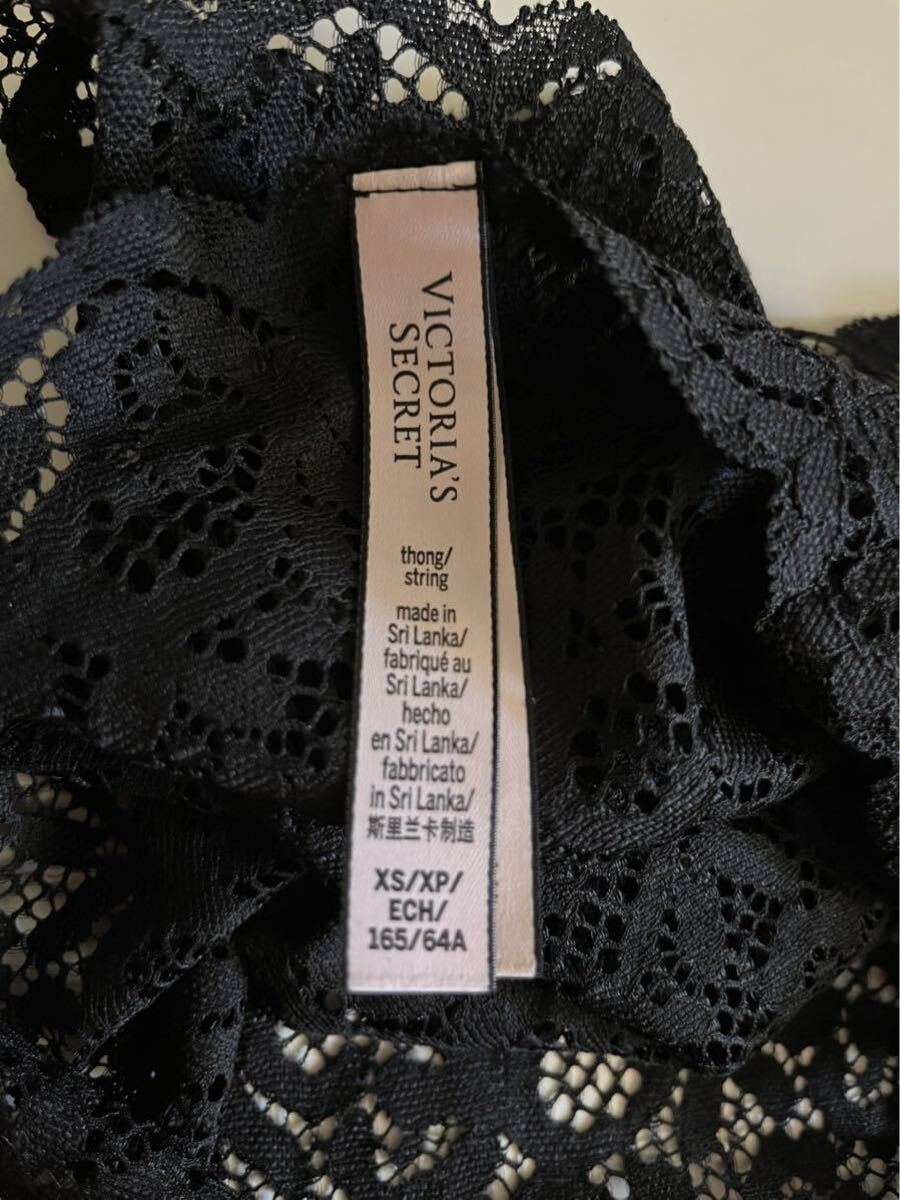 VICTORIA'S
SECRET
thong/
string
made in
Sri Lanka/
fabriqué au
Sri Lanka/
hecho
en Sri Lanka/
fabbricato
in Sri Lanka/
斯里兰卡制造
XS/XP/
ECH/
165/64A